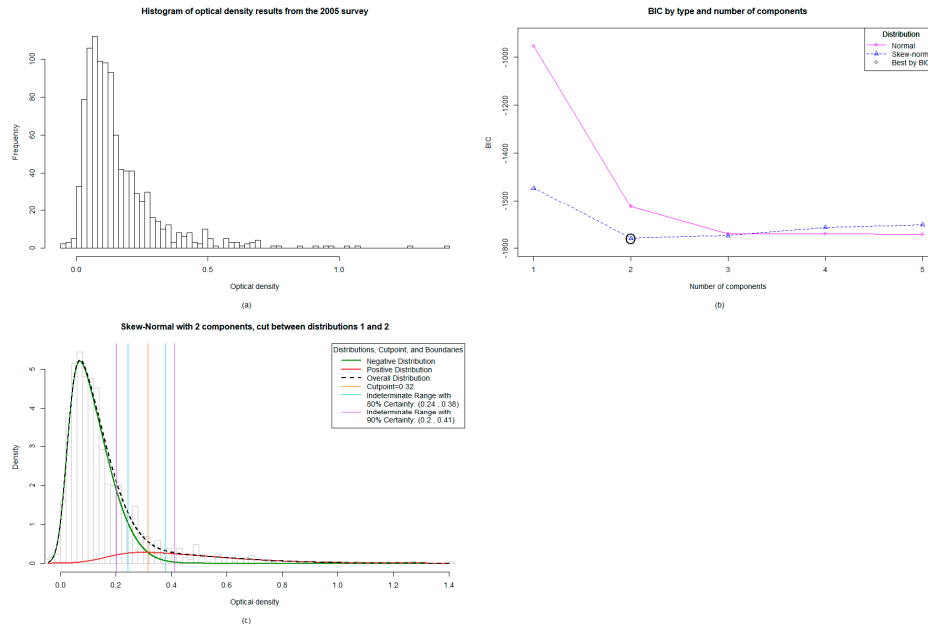 Histogram of optical density results from the 2005 survey
Frequency
0 20 40 60 80 100
0.0 0.5 1.0
Optical density
(a)
BIC by type and number of components
BIC
-1800 -1600 -1400 -1200 -1000
Distribution
Normal
Skew-norm
Best by BIC
1 2 3 4 5
Number of components
(b)
Skew-Normal with 2 components, cut between distributions 1 and 2
Density
0 1 2 3 4 5
Distributions, Cutpoint, and Boundaries
Negative Distribution
Positive Distribution
Overall Distribution
Cutpoint=0.32
Indeterminate Range with
80% Certainty: (0.24 , 0.38)
Indeterminate Range with
90% Certainty: (0.2 , 0.41)
0.0 0.2 0.4 0.6 0.8 1.0 1.2 1.4
Optical density
(c)